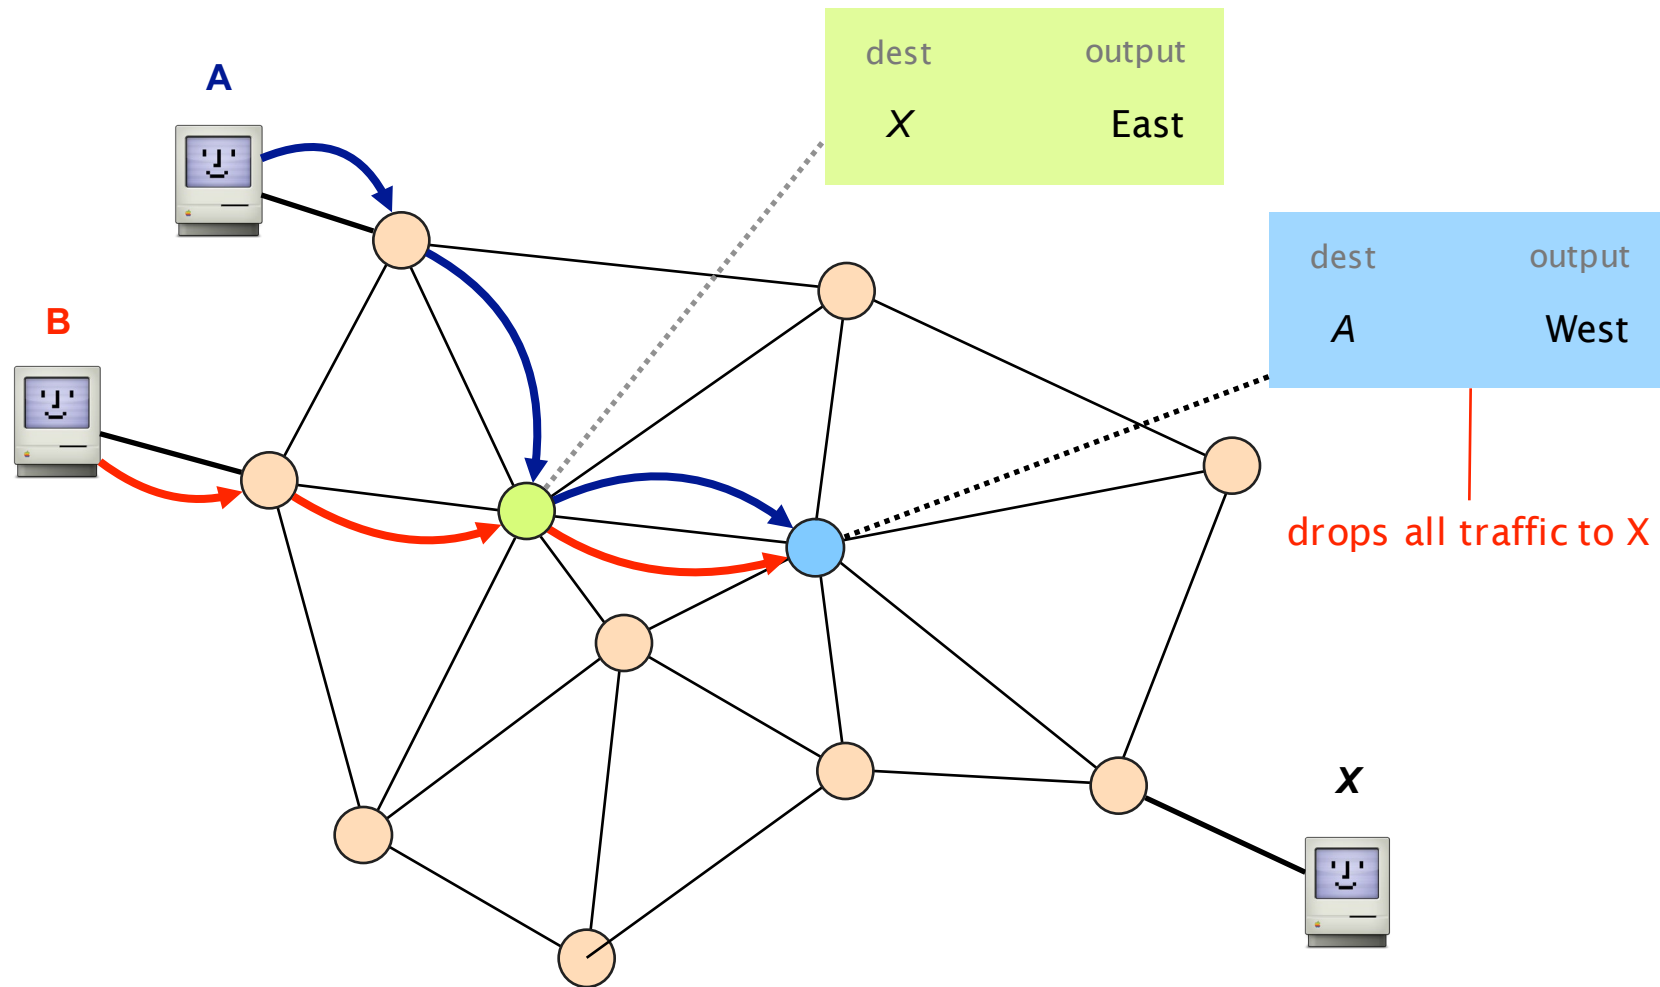 dest output
X East
A
dest output
A West
B
drops all traffic to X
X